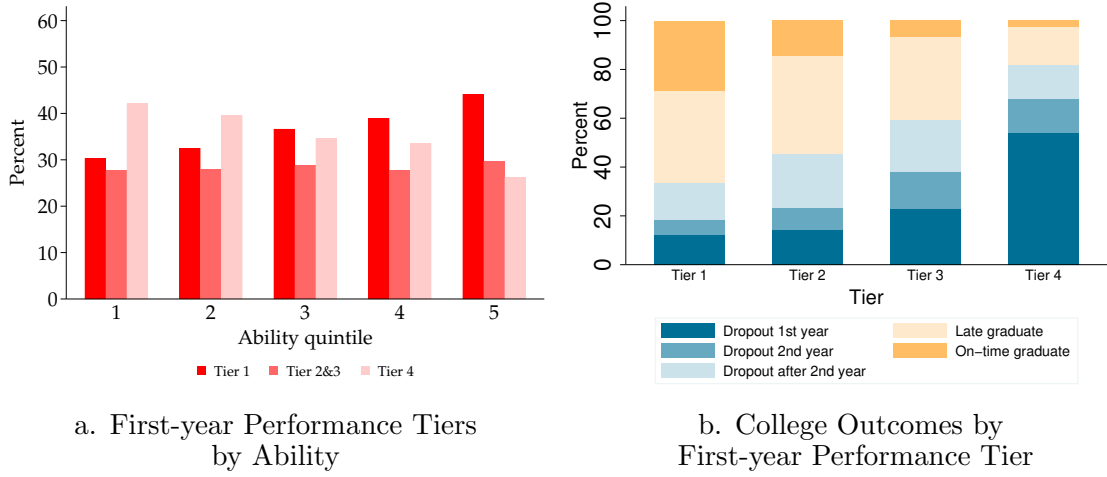 60
50
40
30
20
10
0
Percent
1 2 3 4 5
Ability quintile
Tier 1 Tier 2&3 Tier 4
a. First-year Performance Tiers
by Ability
100
80
60
40
20
0
Percent
Tier 1 Tier 2 Tier 3 Tier 4
Tier
Dropout 1st year Late graduate
Dropout 2nd year On-time graduate
Dropout after 2nd year
b. College Outcomes by
First-year Performance Tier